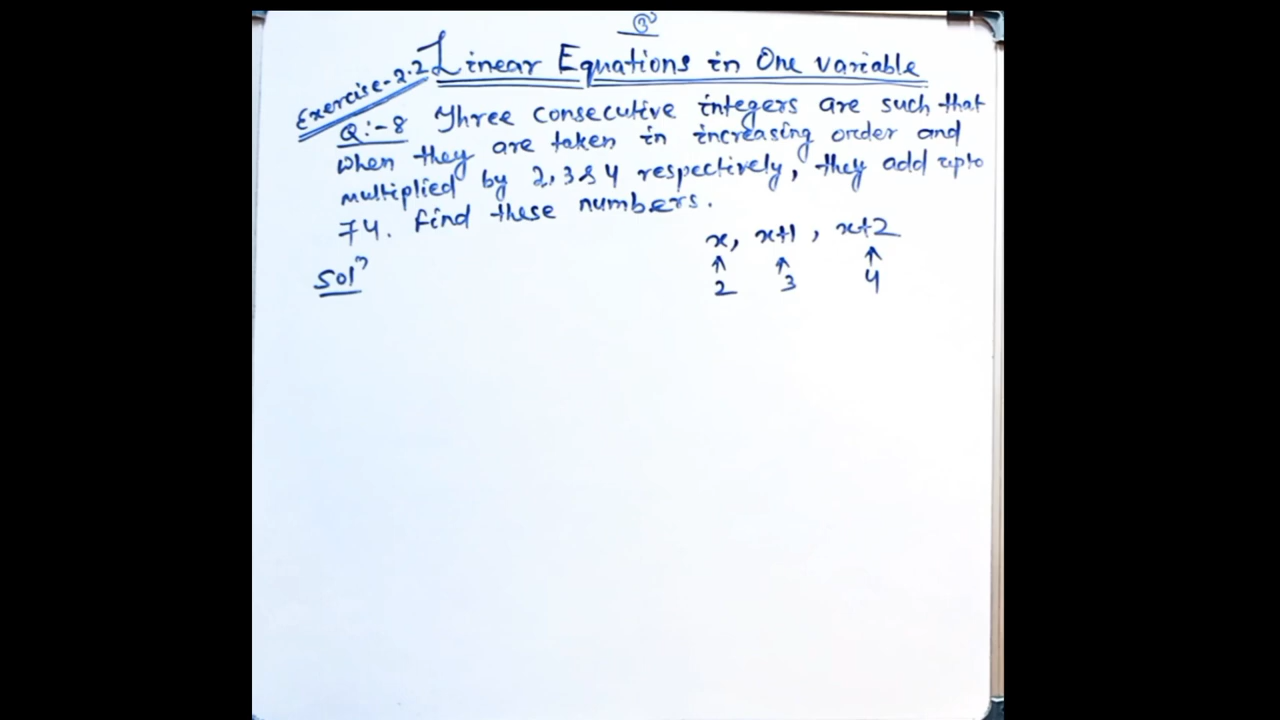 Linear Equations in One variable
Exercise-2.2
Q:-8 Three consecutive integers are such that
when they are taken in increasing order and
multiplied by 2, 3 & 4 respectively, they add upto
74. Find these numbers.
x, x+1, x+2
↑ ↑ ↑
2 3 4
Solⁿ